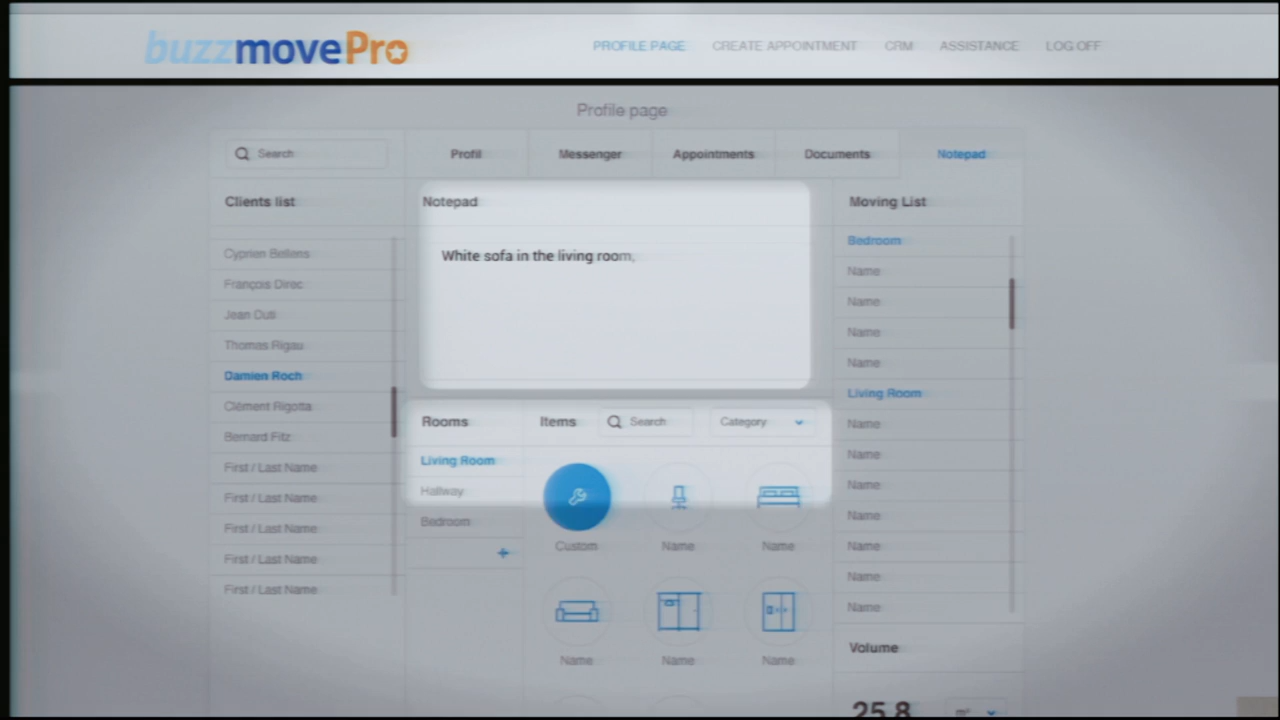 buzzmovePro
PROFILE PAGE CREATE APPOINTMENT CRM ASSISTANCE LOG OFF
Profile page
Search
Profil Messenger Appointments Documents Notepad
Clients list
Cyprien Bellens
François Direc
Jean Duti
Thomas Rigau
Damien Roch
Clément Rigotta
Bernard Fitz
First / Last Name
First / Last Name
First / Last Name
First / Last Name
First / Last Name
Notepad
White sofa in the living room,
Rooms
Living Room
Hallway
Bedroom
+
Items Search Category
Custom Name Name
Name Name Name
Moving List
Bedroom
Name
Name
Name
Name
Living Room
Name
Name
Name
Name
Name
Name
Name
Volume
25.8 m³